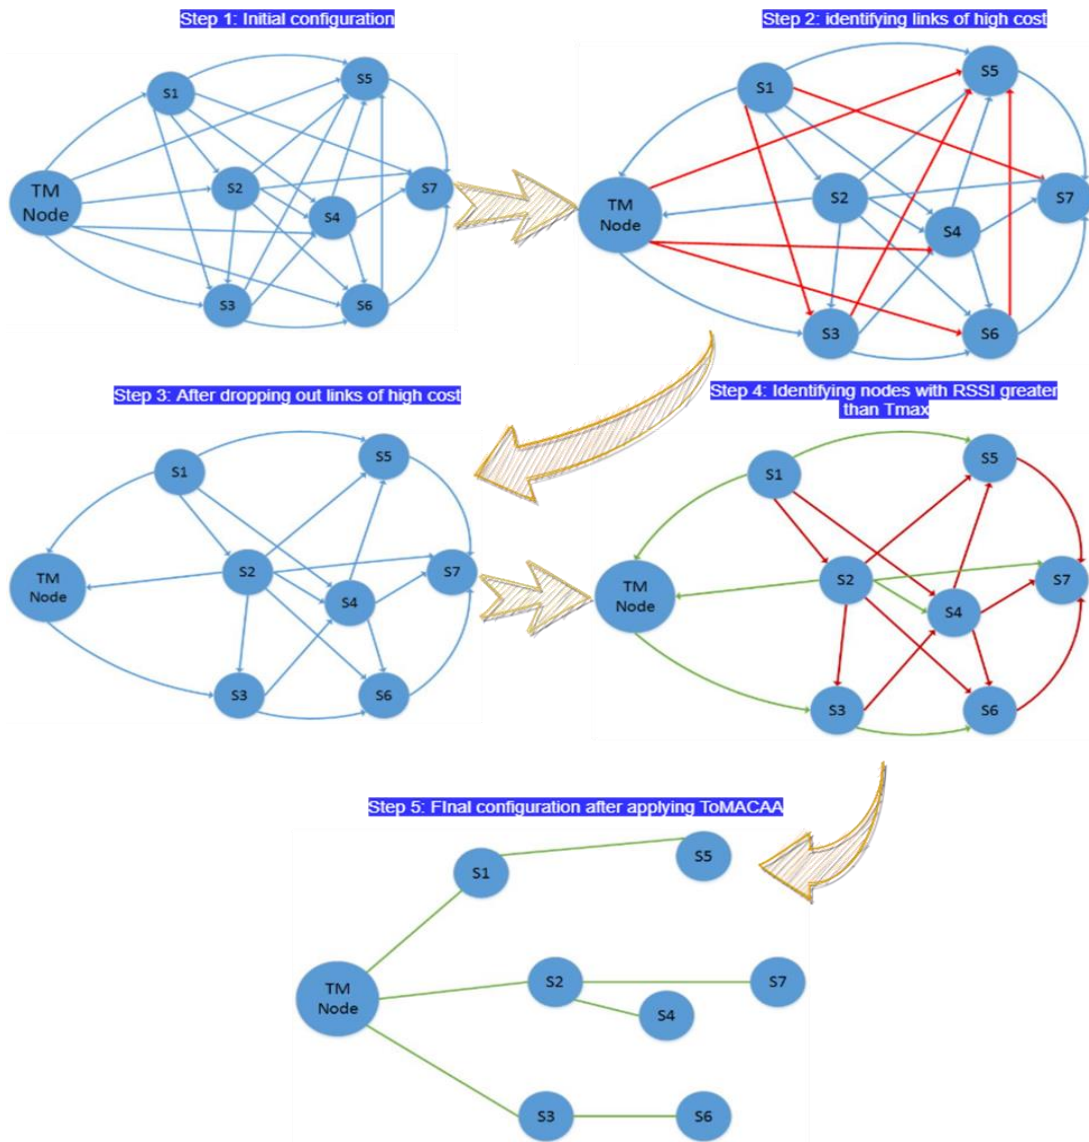 Step 1: Initial configuration
S1
S5
TM
Node
S2
S4
S7
S3
S6
Step 2: identifying links of high cost
S1
S5
TM
Node
S2
S4
S7
S3
S6
Step 3: After dropping out links of high cost
S1
S5
TM
Node
S2
S4
S7
S3
S6
Step 4: Identifying nodes with RSSI greater
than Tmax
S1
S5
TM
Node
S2
S4
S7
S3
S6
Step 5: FInal configuration after applying ToMACAA
S1
S5
TM
Node
S2
S7
S4
S3
S6